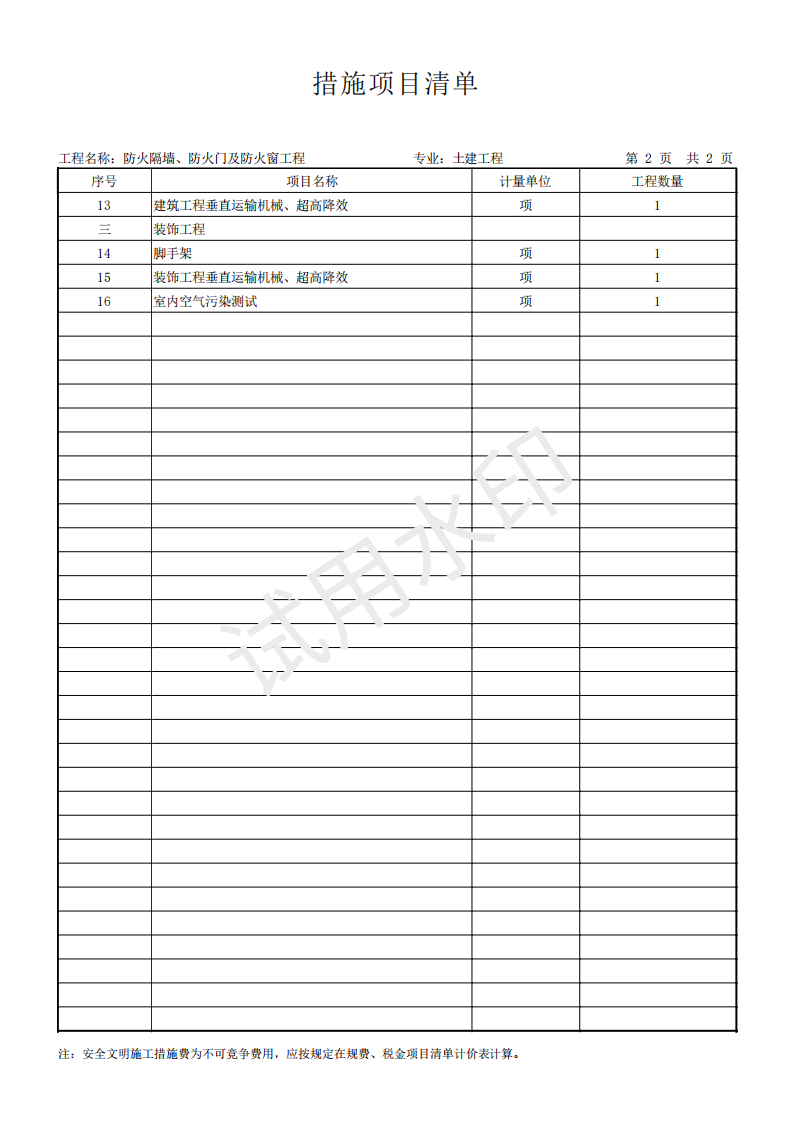 措施项目清单
工程名称：防火隔墙、防火门及防火窗工程 专业：土建工程 第 2 页 共 2 页
序号 项目名称 计量单位 工程数量
13 建筑工程垂直运输机械、超高降效 项 1
三 装饰工程
14 脚手架 项 1
15 装饰工程垂直运输机械、超高降效 项 1
16 室内空气污染测试 项 1
试用水印
注：安全文明施工措施费为不可竞争费用，应按规定在规费、税金项目清单计价表计算。